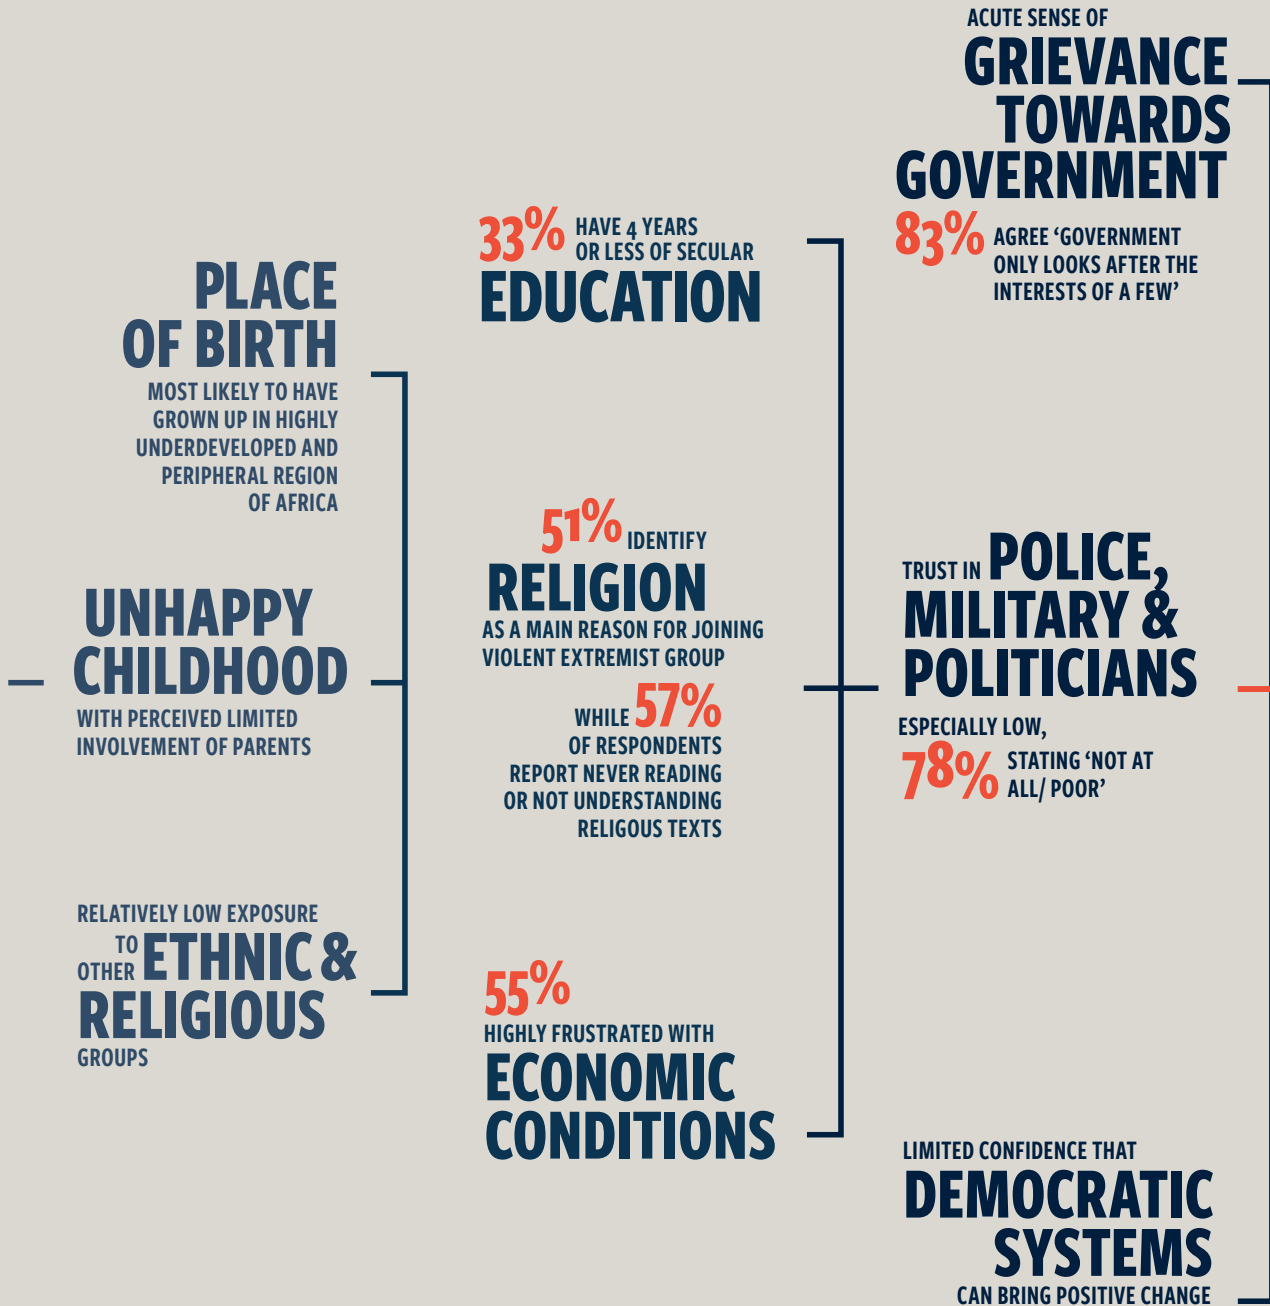 PLACE
OF BIRTH
MOST LIKELY TO HAVE
GROWN UP IN HIGHLY
UNDERDEVELOPED AND
PERIPHERAL REGION
OF AFRICA
UNHAPPY
CHILDHOOD
WITH PERCEIVED LIMITED
INVOLVEMENT OF PARENTS
RELATIVELY LOW EXPOSURE
TO
OTHER ETHNIC &
RELIGIOUS
GROUPS
33% HAVE 4 YEARS
OR LESS OF SECULAR
EDUCATION
51% IDENTIFY
RELIGION
AS A MAIN REASON FOR JOINING
VIOLENT EXTREMIST GROUP
WHILE 57%
OF RESPONDENTS
REPORT NEVER READING
OR NOT UNDERSTANDING
RELIGOUS TEXTS
55%
HIGHLY FRUSTRATED WITH
ECONOMIC
CONDITIONS
ACUTE SENSE OF
GRIEVANCE
TOWARDS
GOVERNMENT
83% AGREE ‘GOVERNMENT
ONLY LOOKS AFTER THE
INTERESTS OF A FEW’
TRUST IN POLICE,
MILITARY &
POLITICIANS
ESPECIALLY LOW,
78% STATING ‘NOT AT
ALL/ POOR’
LIMITED CONFIDENCE THAT
DEMOCRATIC
SYSTEMS
CAN BRING POSITIVE CHANGE